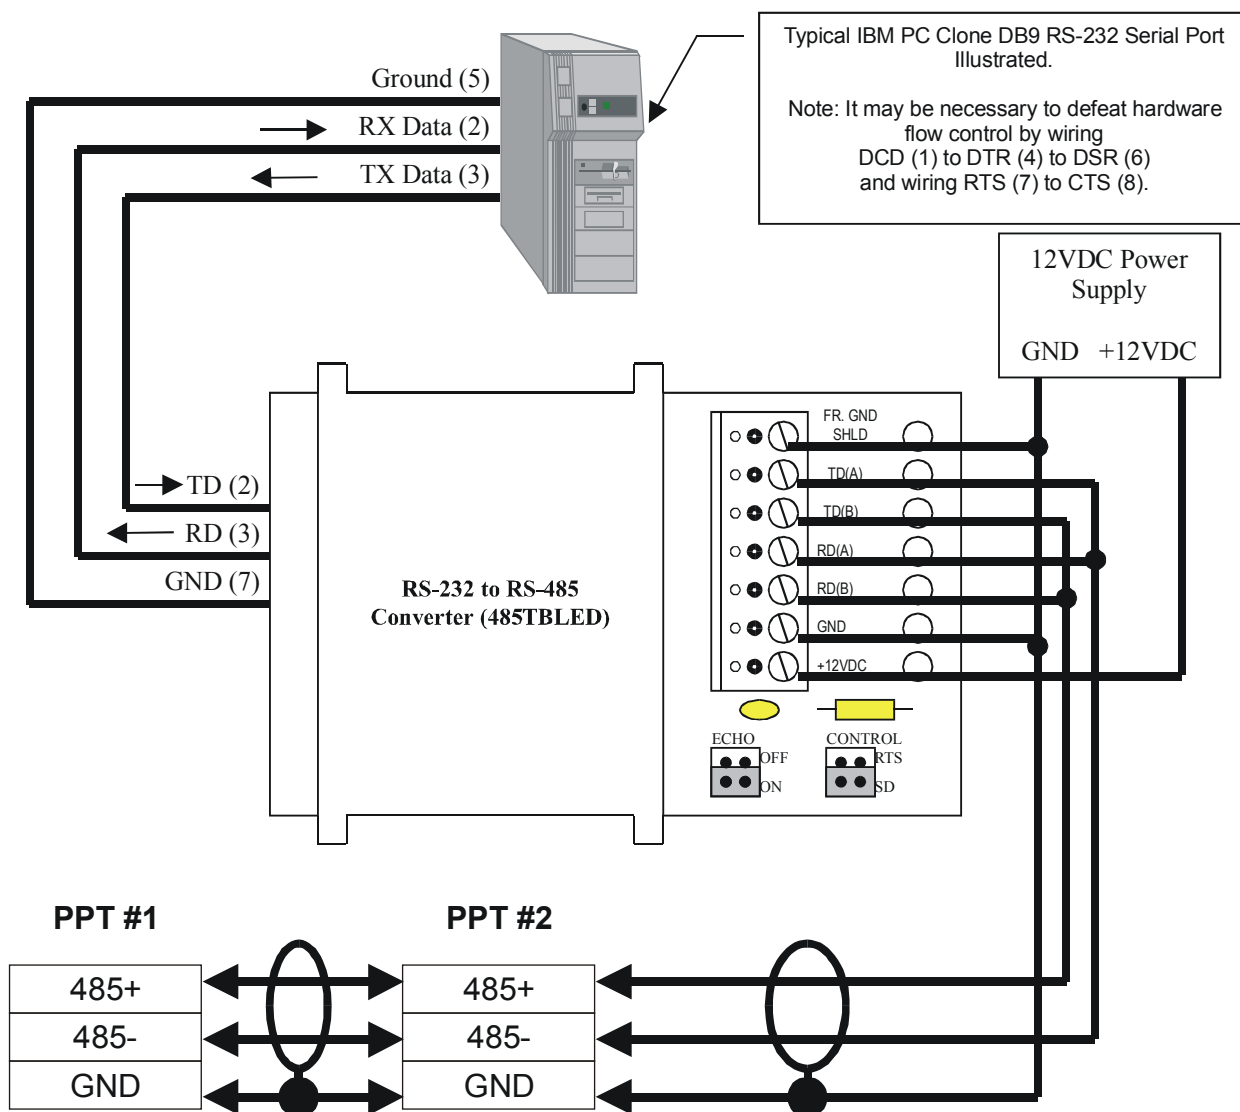 Typical IBM PC Clone DB9 RS-232 Serial Port
Illustrated.
Note: It may be necessary to defeat hardware
flow control by wiring
DCD (1) to DTR (4) to DSR (6)
and wiring RTS (7) to CTS (8).
Ground (5)
RX Data (2)
TX Data (3)
12VDC Power
Supply
GND +12VDC
TD (2)
RD (3)
GND (7)
RS-232 to RS-485
Converter (485TBLED)
FR. GND
SHLD
TD(A)
TD(B)
RD(A)
RD(B)
GND
+12VDC
ECHO
OFF
ON
CONTROL
RTS
SD
PPT #1
485+
485-
GND
PPT #2
485+
485-
GND